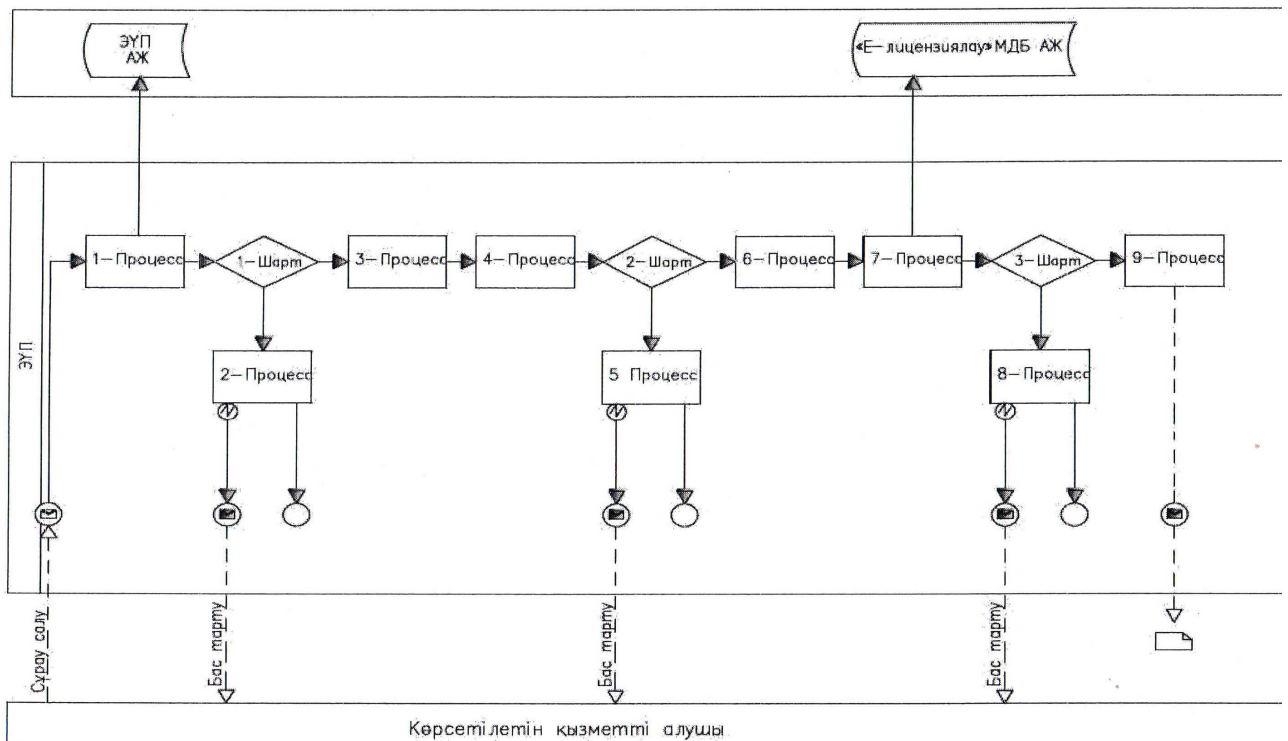 ЭҮП
АЖ
«Е-лицензиялау» МДБ АЖ
ЭҮП
1-Процесс
1-Шарт
3-Процесс
4-Процесс
2-Шарт
6-Процесс
7-Процесс
3-Шарт
9-Процесс
2-Процесс
5 Процесс
8-Процесс
Сұрау салу
Бас тарту
Бас тарту
Бас тарту
Көрсетілетін қызметті алушы